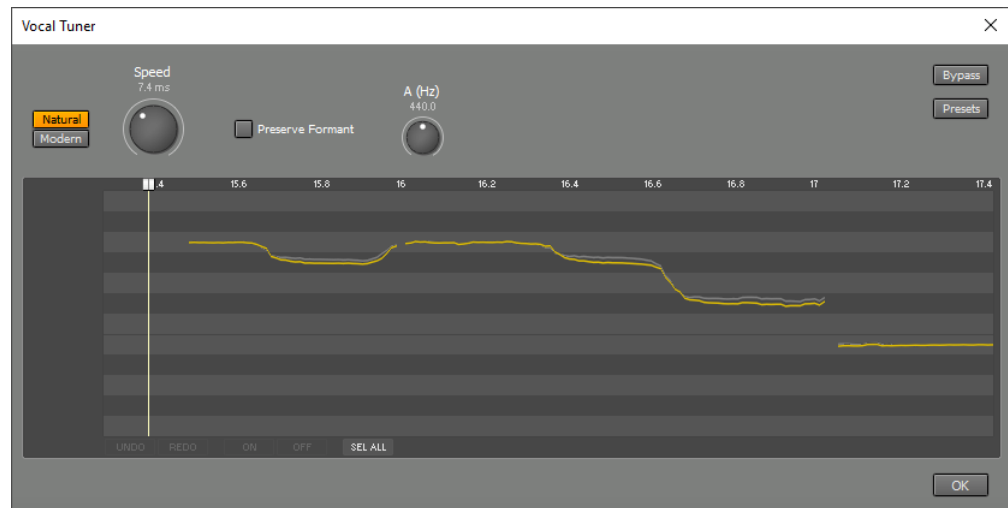 Vocal Tuner
Speed
7.4 ms
Natural
Modern
Preserve Formant
A (Hz)
440.0
Bypass
Presets
.4 15.6 15.8 16 16.2 16.4 16.6 16.8 17 17.2 17.4
UNDO REDO ON OFF SEL ALL
OK